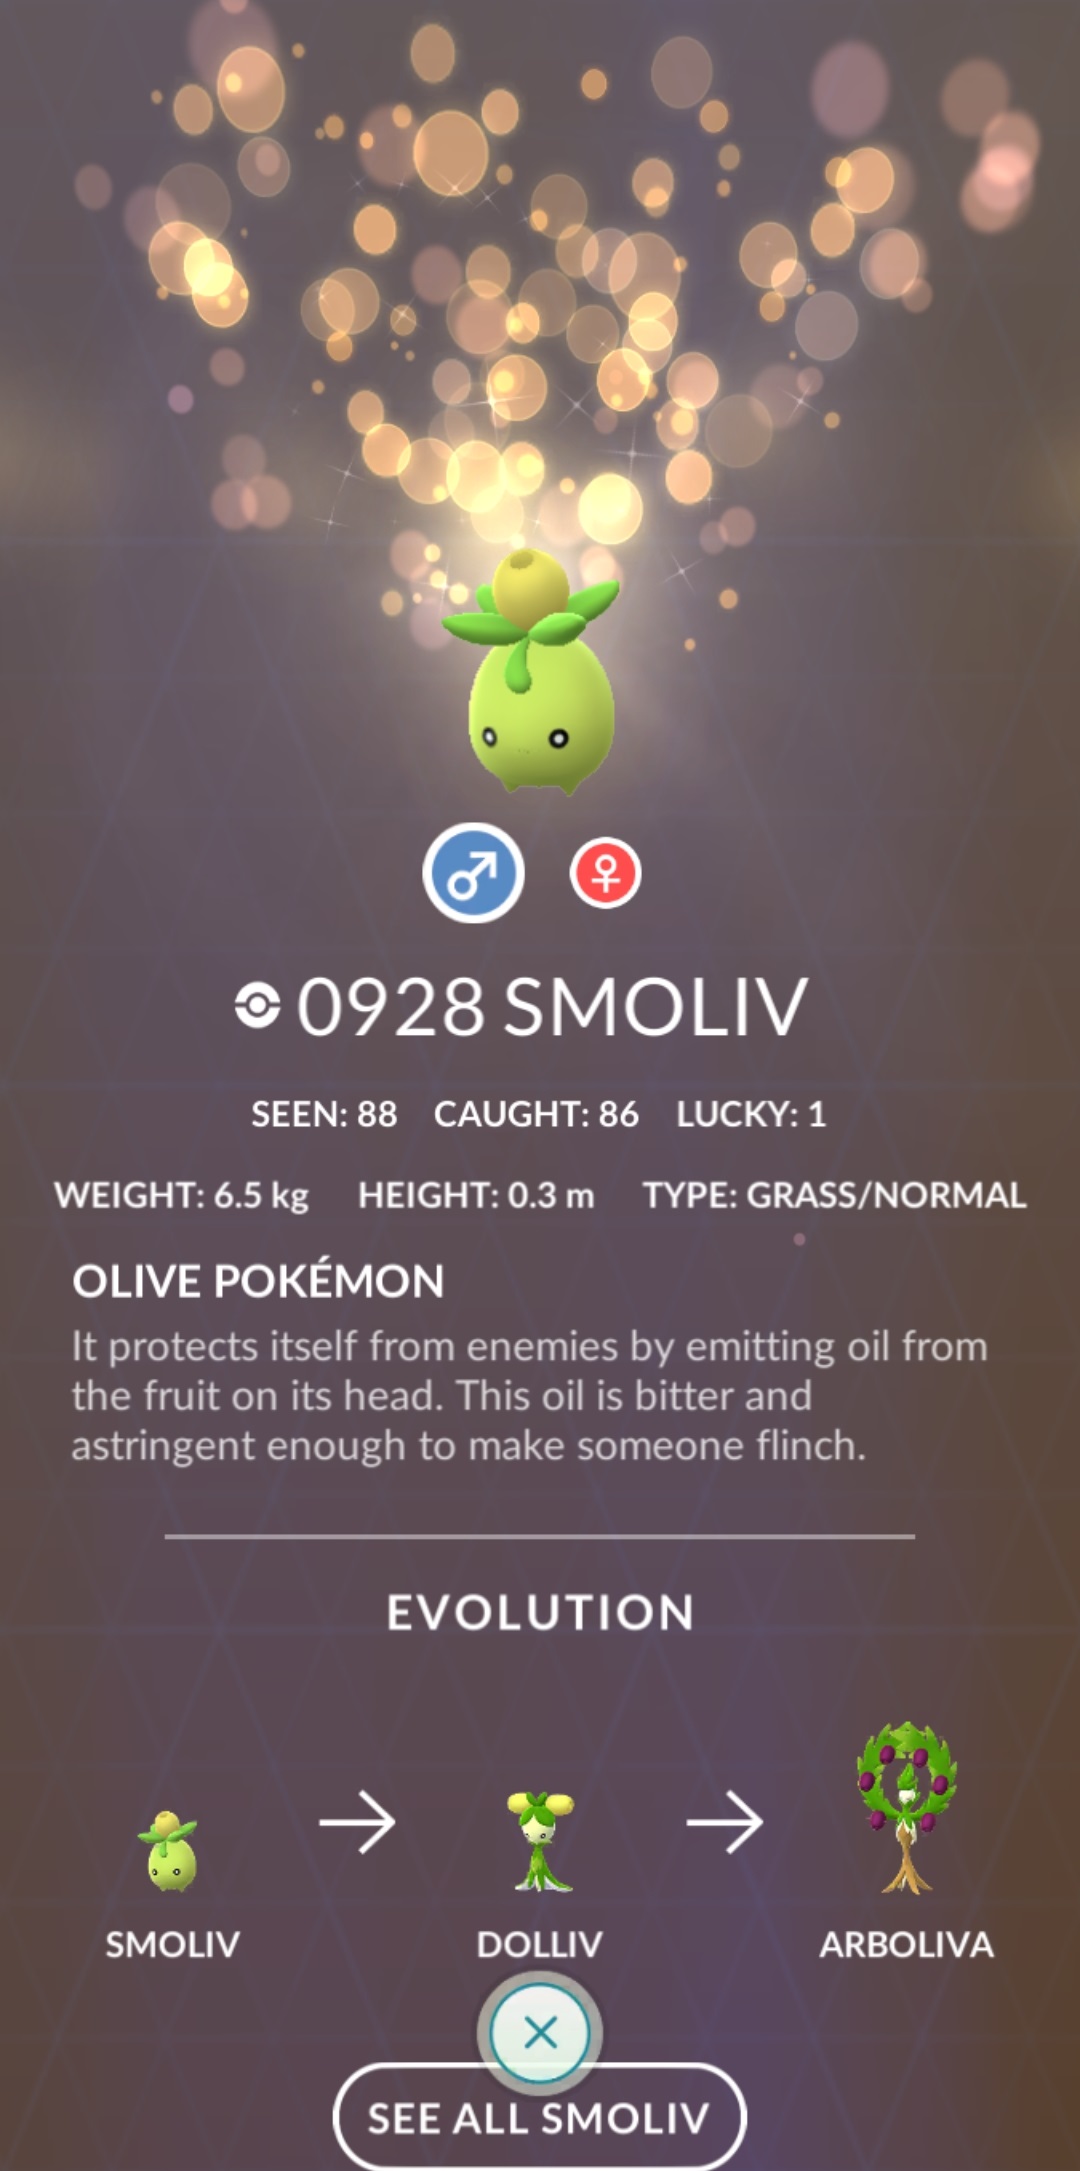 0928 SMOLIV
SEEN: 88 CAUGHT: 86 LUCKY: 1
WEIGHT: 6.5 kg HEIGHT: 0.3 m TYPE: GRASS/NORMAL
OLIVE POKÉMON
It protects itself from enemies by emitting oil from
the fruit on its head. This oil is bitter and
astringent enough to make someone flinch.
EVOLUTION
SMOLIV DOLLIV ARBOLIVA
SEE ALL SMOLIV